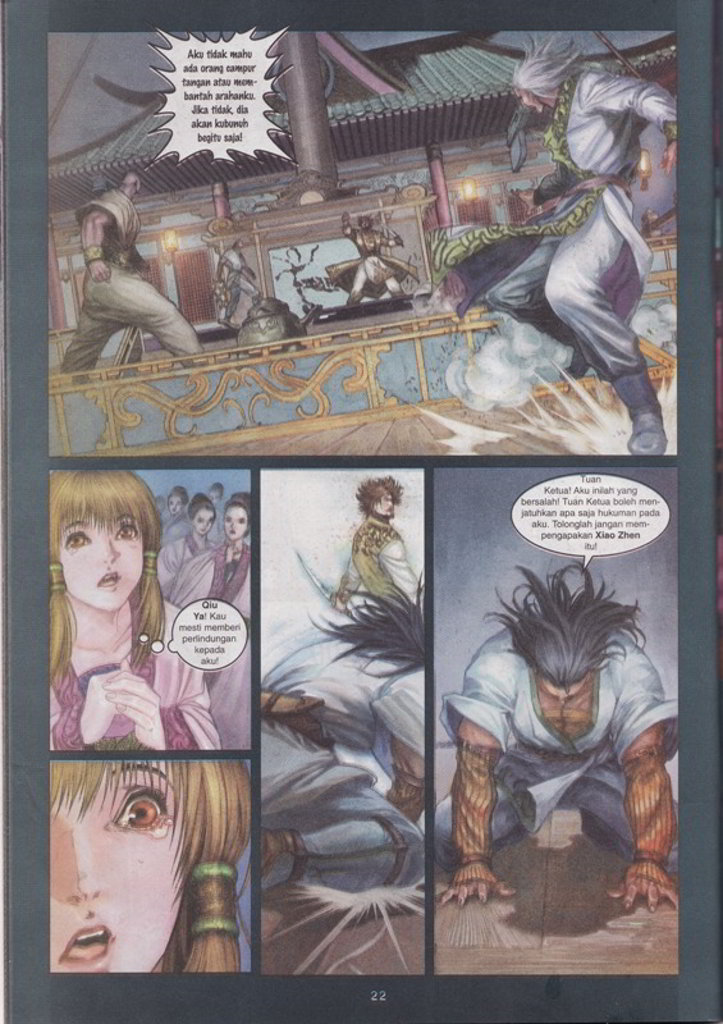 Aku tidak mahu
ada orang campur
tangan atau mem-
bantah arahanku.
Jika tidak, dia
akan kubunuh
begitu saja!
Qiu
Ya! Kau
mesti memberi
perlindungan
kepada
aku!
Tuan
Ketua! Aku inilah yang
bersalah! Tuan Ketua boleh men-
jatuhkan apa saja hukuman pada
aku. Tolonglah jangan mem-
pengapakan Xiao Zhen
itu!
22